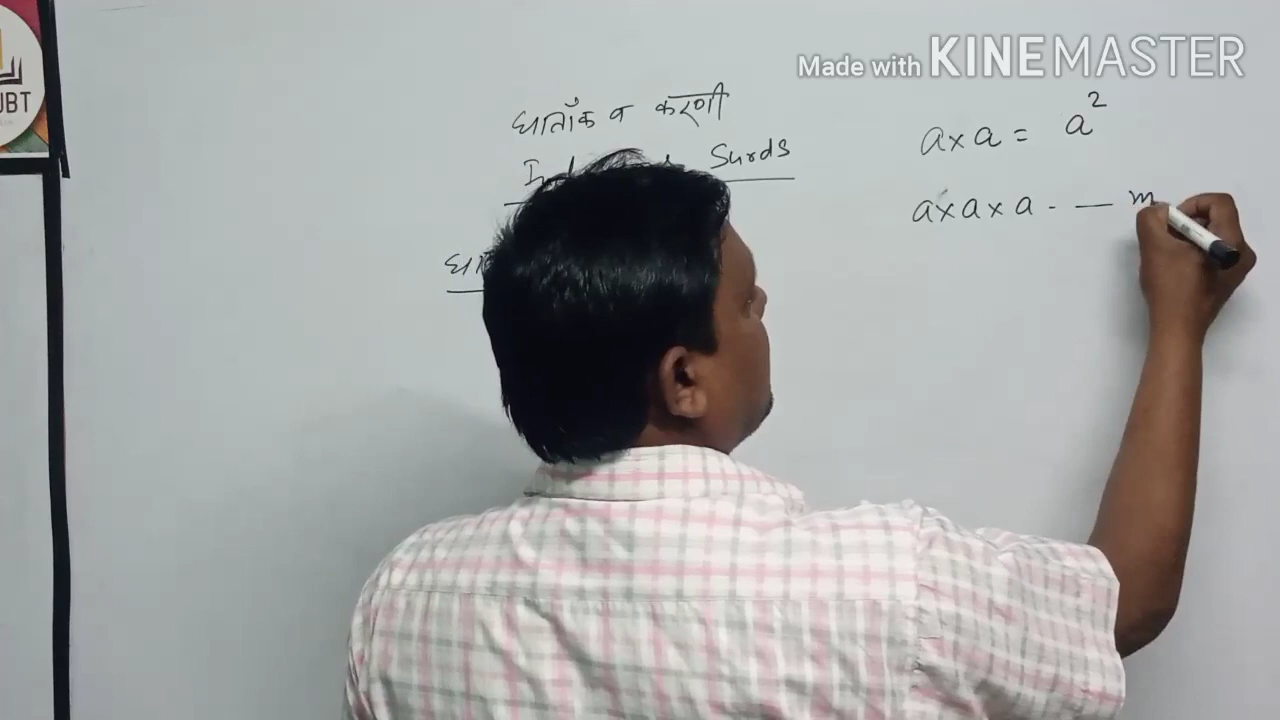 Made with KINEMASTER
घातांक व करणी
Surds
a×a = a²
a×a×a - — m